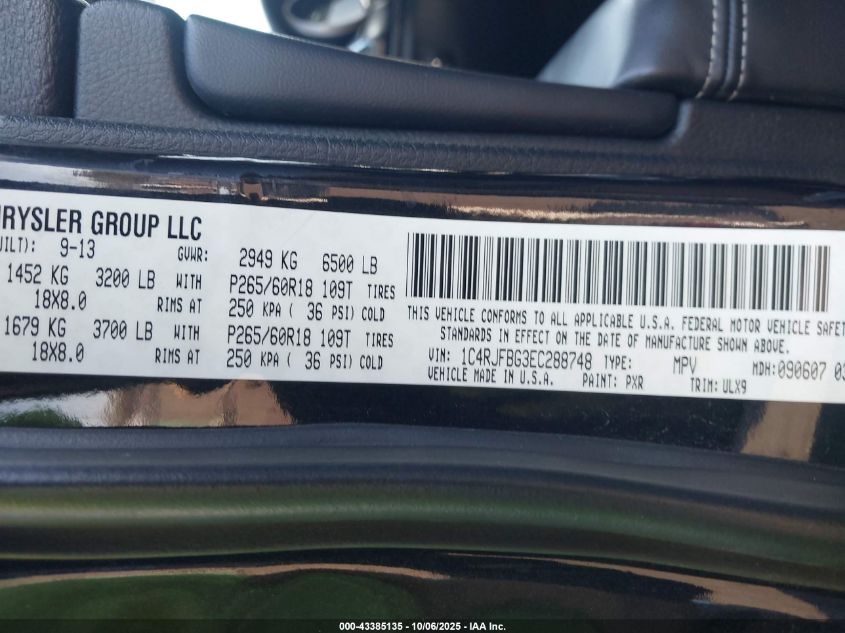 RYSLER GROUP LLC
UILT): 9-13 GVWR: 2949 KG 6500 LB
1452 KG 3200 LB WITH P265/60R18 109T TIRES
18X8.0 RIMS AT 250 KPA ( 36 PSI) COLD
1679 KG 3700 LB WITH P265/60R18 109T TIRES
18X8.0 RIMS AT 250 KPA ( 36 PSI) COLD
THIS VEHICLE CONFORMS TO ALL APPLICABLE U.S.A. FEDERAL MOTOR VEHICLE SAFET
STANDARDS IN EFFECT ON THE DATE OF MANUFACTURE SHOWN ABOVE.
VIN: 1C4RJFBG3EC288748 TYPE: MPV MDH:090607 03
VEHICLE MADE IN U.S.A. PAINT: PXR TRIM: ULX9
000-43385135 - 10/06/2025 - IAA Inc.